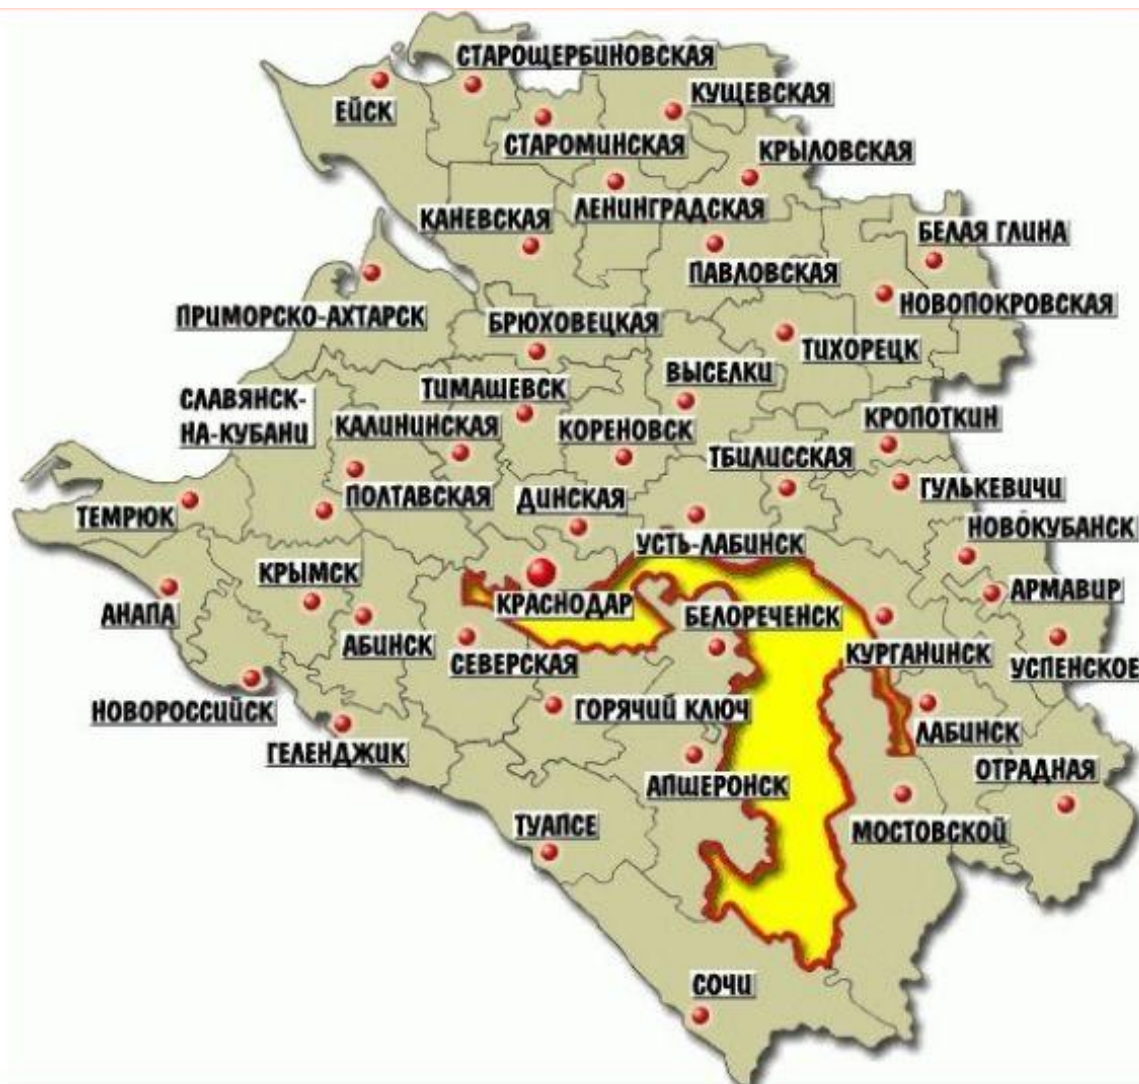 СТАРОЩЕРБИНОВСКАЯ
ЕЙСК
КУЩЕВСКАЯ
СТАРОМИНСКАЯ
КРЫЛОВСКАЯ
ЛЕНИНГРАДСКАЯ
КАНЕВСКАЯ
БЕЛАЯ ГЛИНА
ПАВЛОВСКАЯ
НОВОПОКРОВСКАЯ
ПРИМОРСКО-АХТАРСК
БРЮХОВЕЦКАЯ
ТИХОРЕЦК
ВЫСЕЛКИ
ТИМАШЕВСК
СЛАВЯНСК-
НА-КУБАНИ
КАЛИНИНСКАЯ
КОРЕНОВСК
КРОПОТКИН
ТБИЛИССКАЯ
ПОЛТАВСКАЯ
ДИНСКАЯ
ГУЛЬКЕВИЧИ
ТЕМРЮК
НОВОКУБАНСК
УСТЬ-ЛАБИНСК
КРЫМСК
АНАПА
КРАСНОДАР
БЕЛОРЕЧЕНСК
АРМАВИР
АБИНСК
СЕВЕРСКАЯ
КУРГАНИНСК
УСПЕНСКОЕ
НОВОРОССИЙСК
ГОРЯЧИЙ КЛЮЧ
ЛАБИНСК
ГЕЛЕНДЖИК
АПШЕРОНСК
ОТРАДНАЯ
ТУАПСЕ
МОСТОВСКОЙ
СОЧИ